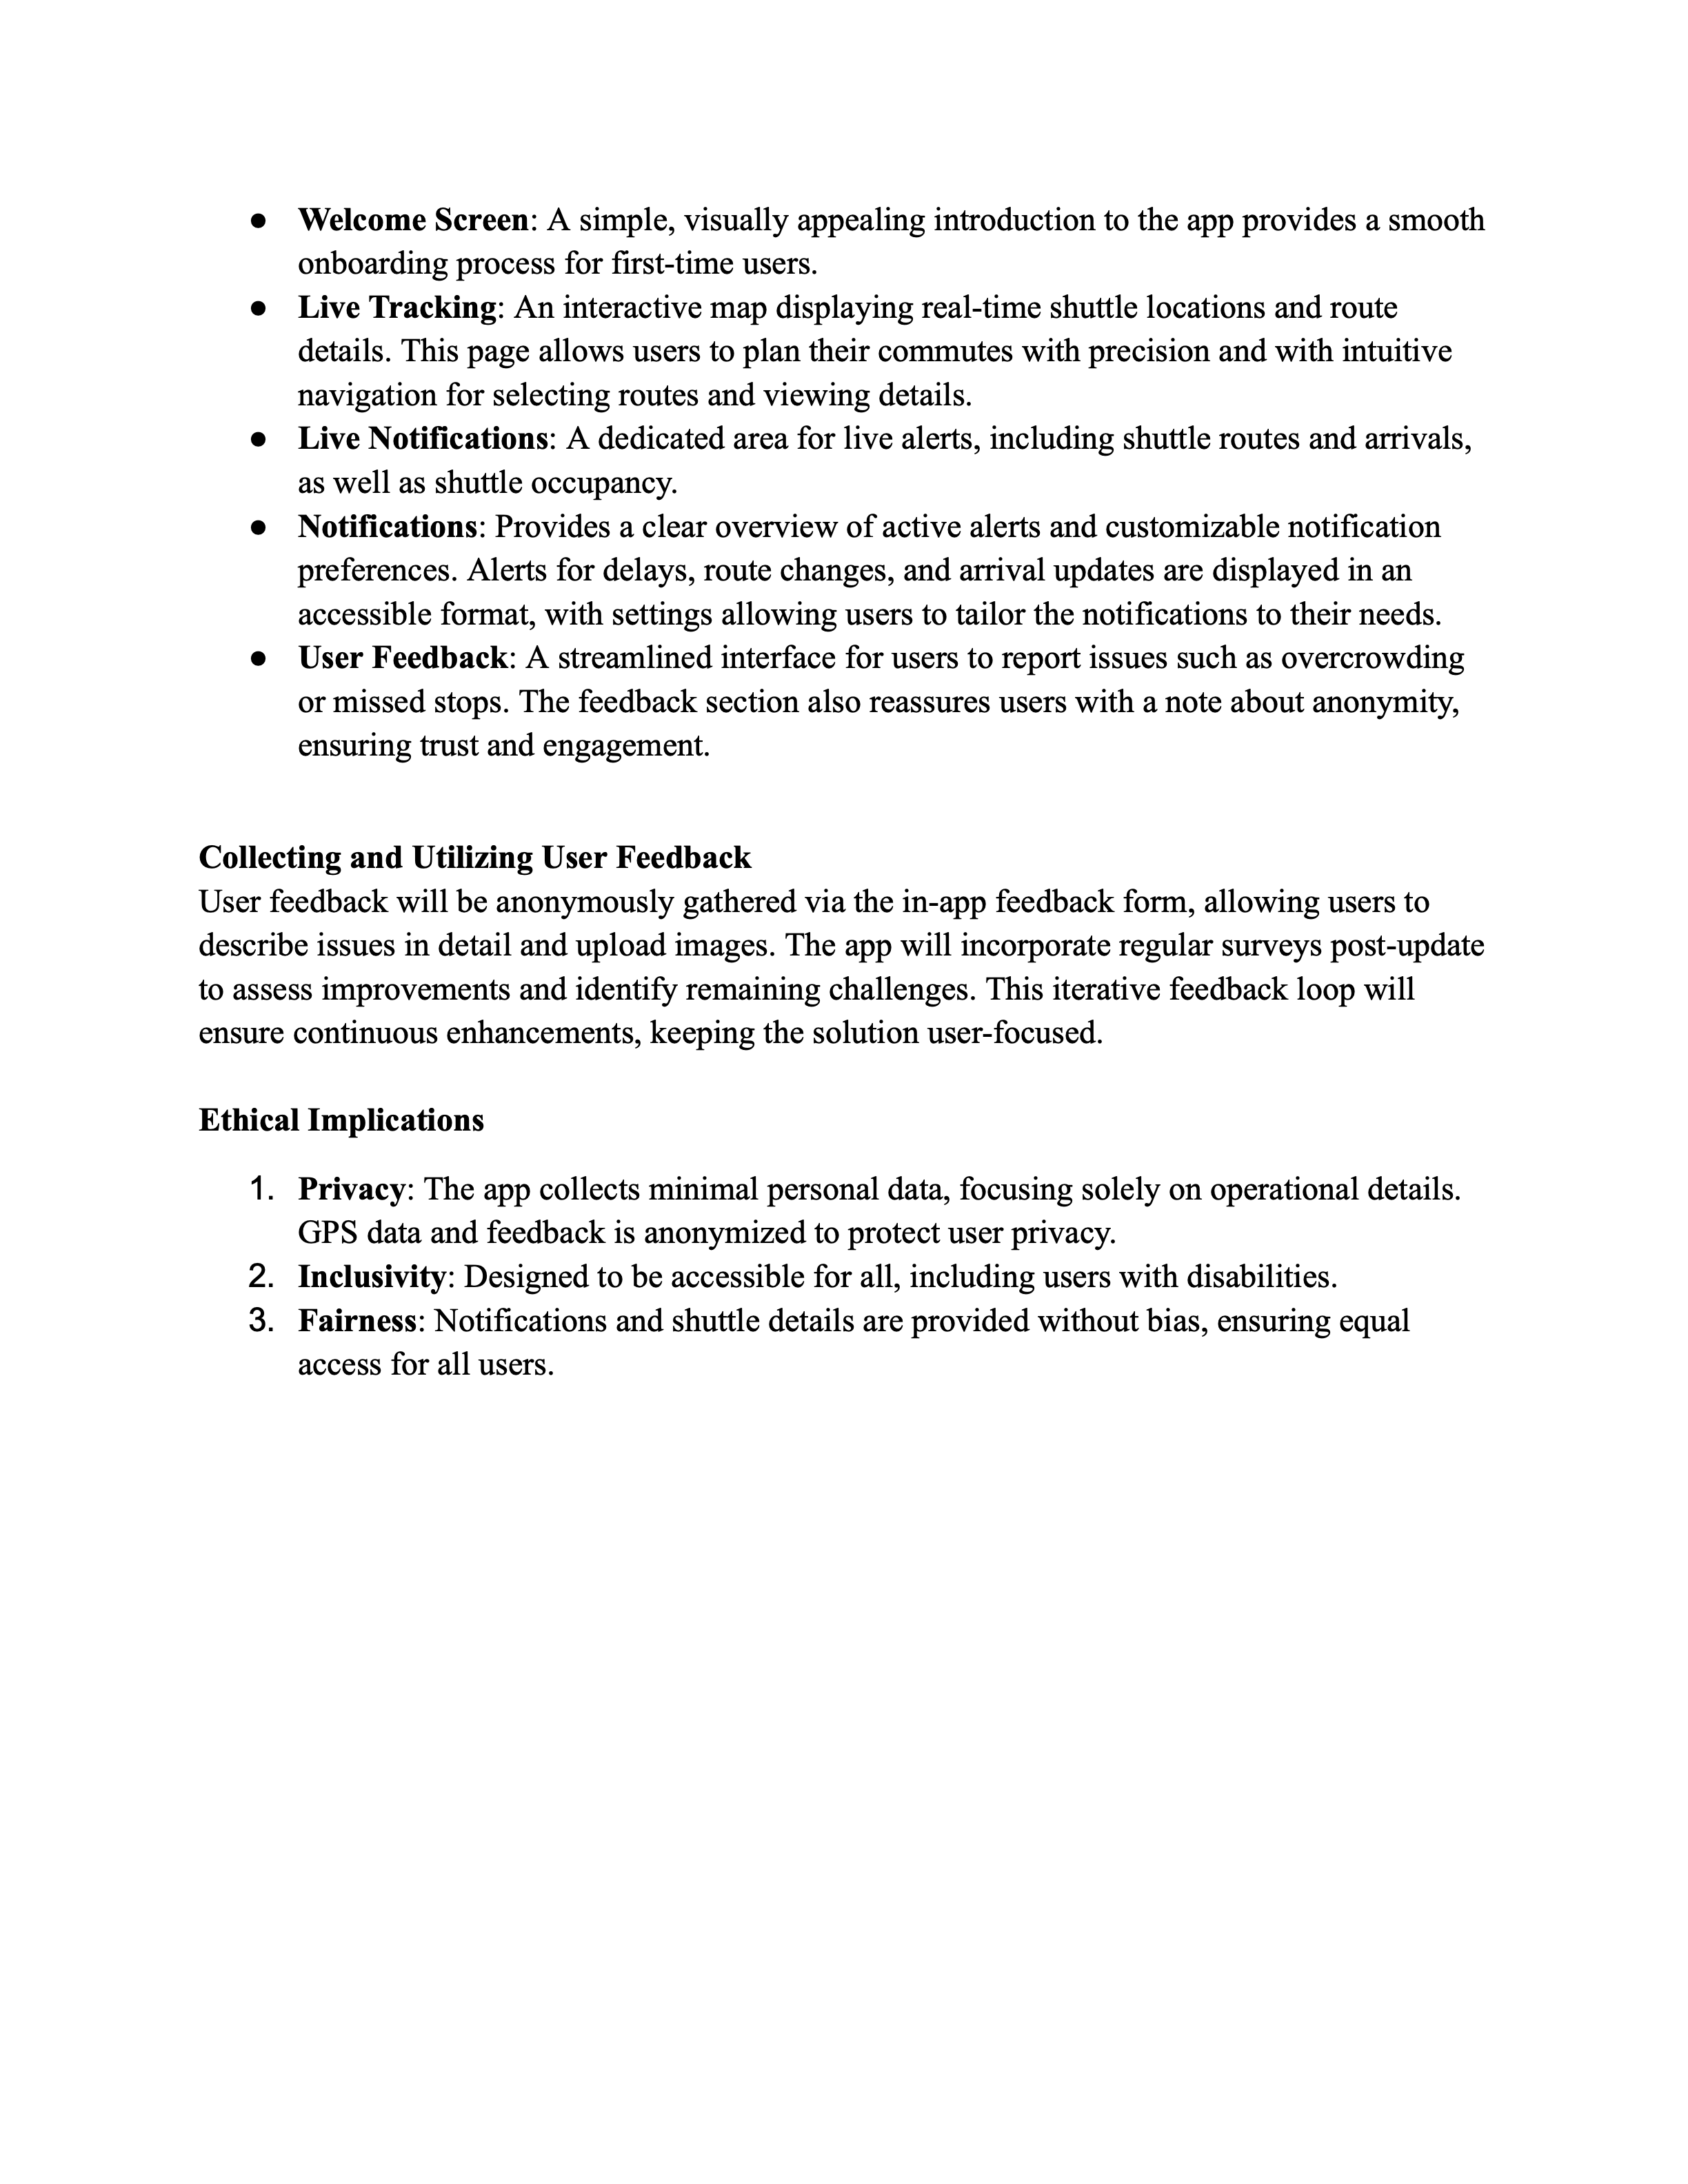 ● Welcome Screen: A simple, visually appealing introduction to the app provides a smooth
onboarding process for first-time users.
● Live Tracking: An interactive map displaying real-time shuttle locations and route
details. This page allows users to plan their commutes with precision and with intuitive
navigation for selecting routes and viewing details.
● Live Notifications: A dedicated area for live alerts, including shuttle routes and arrivals,
as well as shuttle occupancy.
● Notifications: Provides a clear overview of active alerts and customizable notification
preferences. Alerts for delays, route changes, and arrival updates are displayed in an
accessible format, with settings allowing users to tailor the notifications to their needs.
● User Feedback: A streamlined interface for users to report issues such as overcrowding
or missed stops. The feedback section also reassures users with a note about anonymity,
ensuring trust and engagement.
Collecting and Utilizing User Feedback
User feedback will be anonymously gathered via the in-app feedback form, allowing users to
describe issues in detail and upload images. The app will incorporate regular surveys post-update
to assess improvements and identify remaining challenges. This iterative feedback loop will
ensure continuous enhancements, keeping the solution user-focused.
Ethical Implications
1. Privacy: The app collects minimal personal data, focusing solely on operational details.
GPS data and feedback is anonymized to protect user privacy.
2. Inclusivity: Designed to be accessible for all, including users with disabilities.
3. Fairness: Notifications and shuttle details are provided without bias, ensuring equal
access for all users.